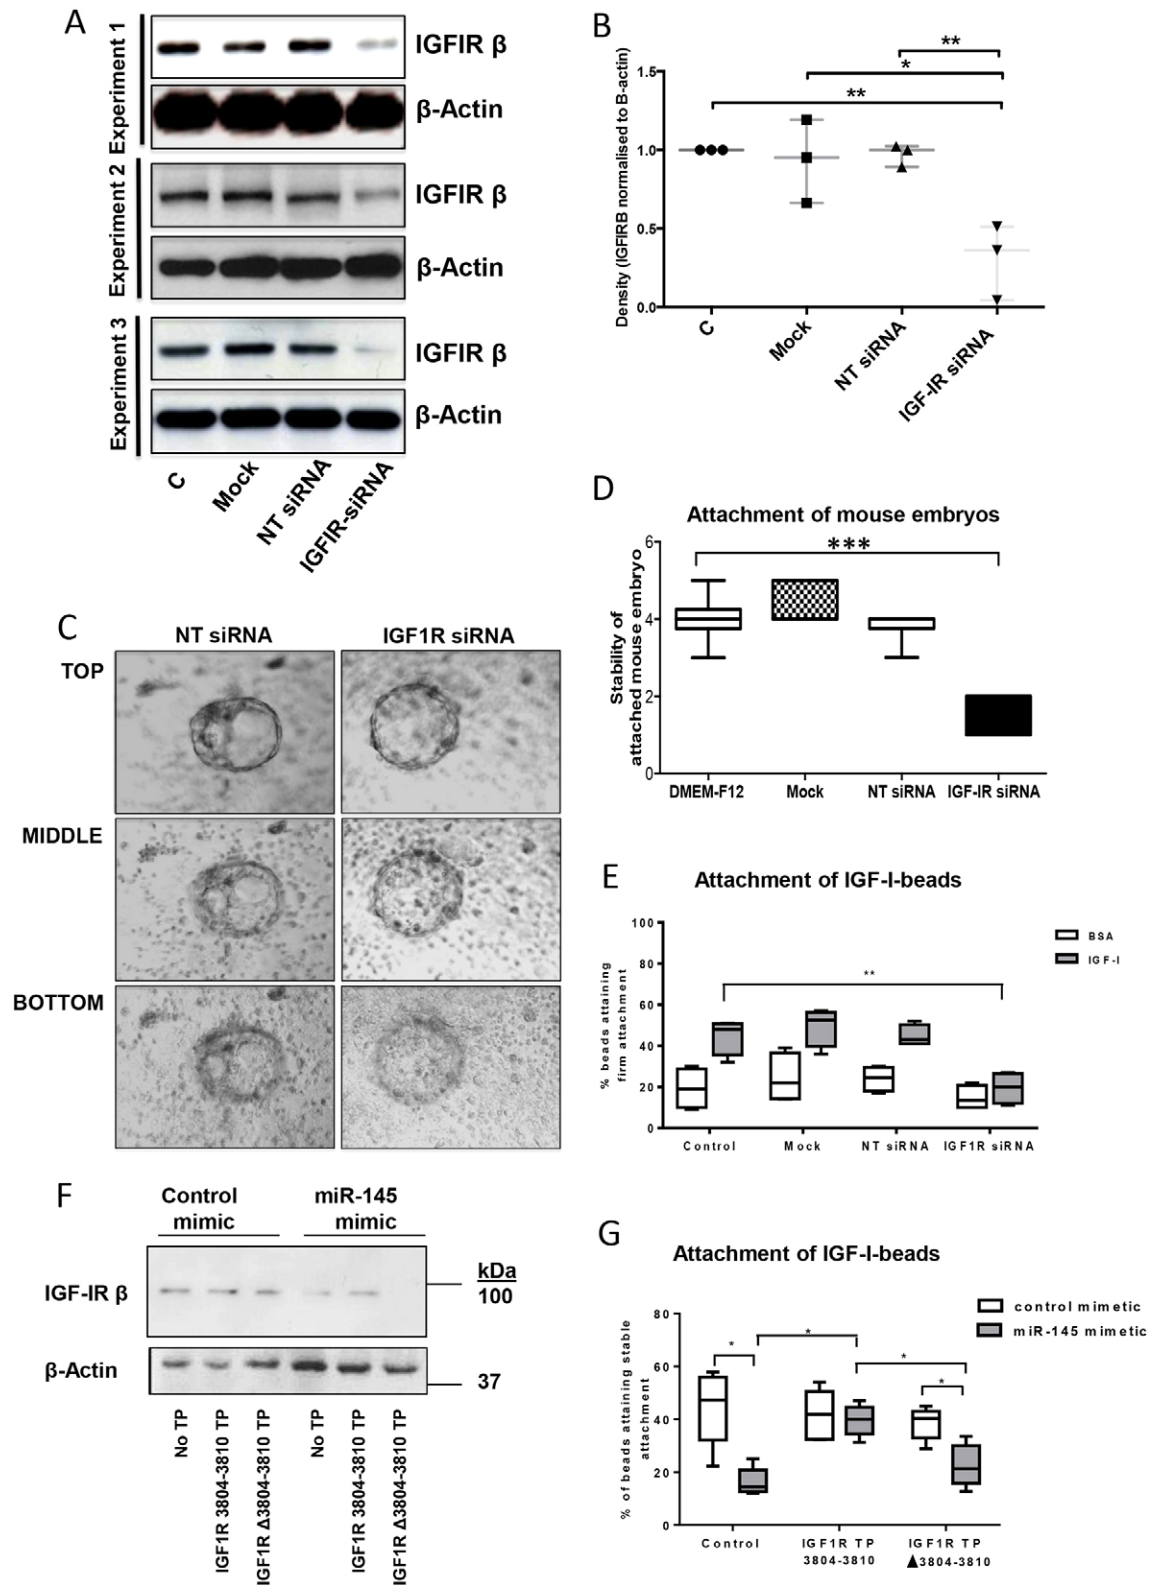 A
Experiment 1
IGFIR β
β-Actin
Experiment 2
IGFIR β
β-Actin
Experiment 3
IGFIR β
β-Actin
C
Mock
NT siRNA
IGFIR-siRNA
B
Density (IGFIRB normalised to B-actin)
1.5
1.0
0.5
0.0
**
*
**
C
Mock
NT siRNA
IGF-IR siRNA
C
NT siRNA
IGF1R siRNA
TOP
MIDDLE
BOTTOM
D
Attachment of mouse embryos
Stability of
attached mouse embryo
6
4
2
0
***
DMEM-F12
Mock
NT siRNA
IGF-IR siRNA
E
Attachment of IGF-I-beads
% beads attaining
firm attachment
100
80
60
40
20
0
**
BSA
IGF-I
Control
Mock
NT siRNA
IGF1R siRNA
F
Control
mimic
miR-145
mimic
IGF-IR β
β-Actin
kDa
100
37
No TP
IGF1R 3804-3810 TP
IGF1R Δ3804-3810 TP
No TP
IGF1R 3804-3810 TP
IGF1R Δ3804-3810 TP
G
Attachment of IGF-I-beads
% of beads attaining stable
attachment
80
60
40
20
0
*
*
*
*
control mimetic
miR-145 mimetic
Control
IGF1R TP
3804-3810
IGF1R TP
▲3804-3810